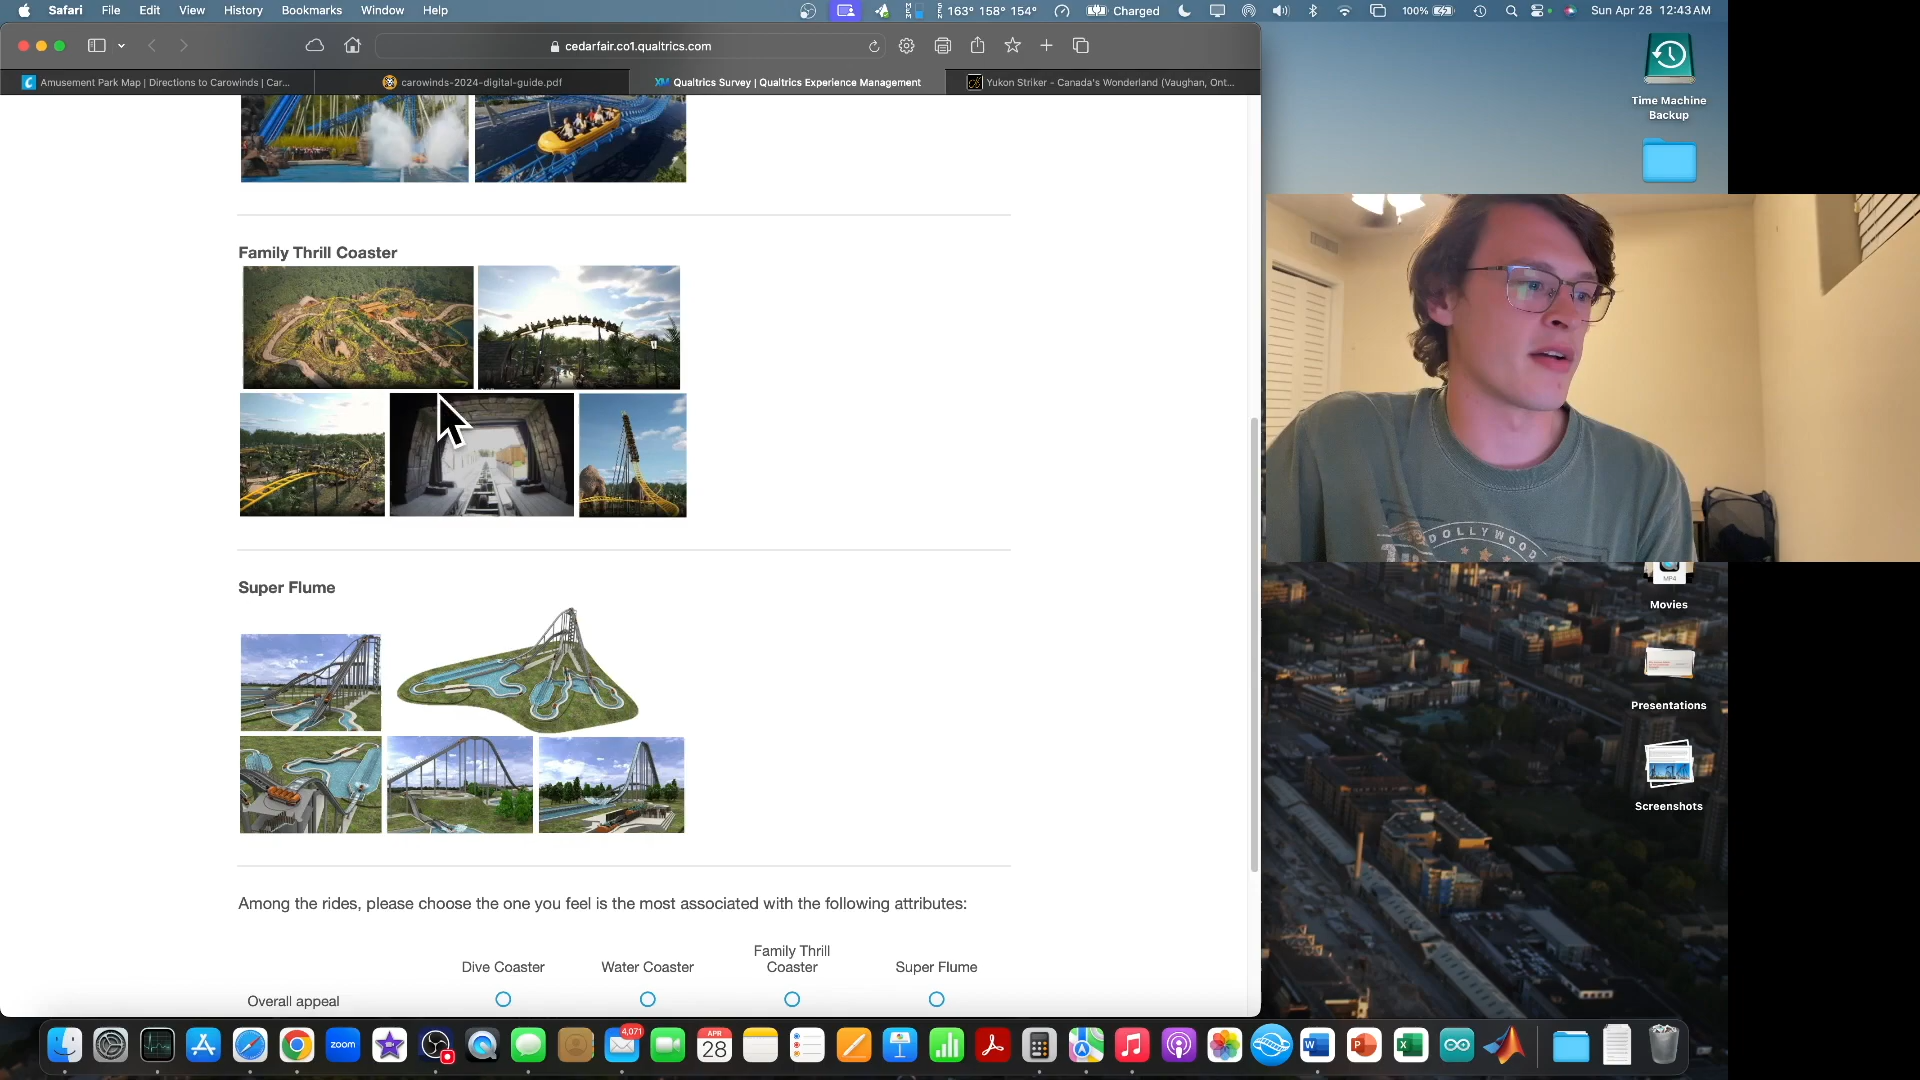 Safari File Edit View History Bookmarks Window Help
163° 158° 154° Charged 100% Sun Apr 28 12:43 AM
cedarfair.co1.qualtrics.com
Amusement Park Map | Directions to Carowinds | Car...
carowinds-2024-digital-guide.pdf
Qualtrics Survey | Qualtrics Experience Management
Yukon Striker - Canada's Wonderland (Vaughan, Ont...
Time Machine
Backup
Family Thrill Coaster
DOLLYWOOD
Super Flume
MP4
Movies
Presentations
Screenshots
Among the rides, please choose the one you feel is the most associated with the following attributes:
Dive Coaster
Water Coaster
Family Thrill
Coaster
Super Flume
Overall appeal
zoom
4,071
APR
28
W
P
X